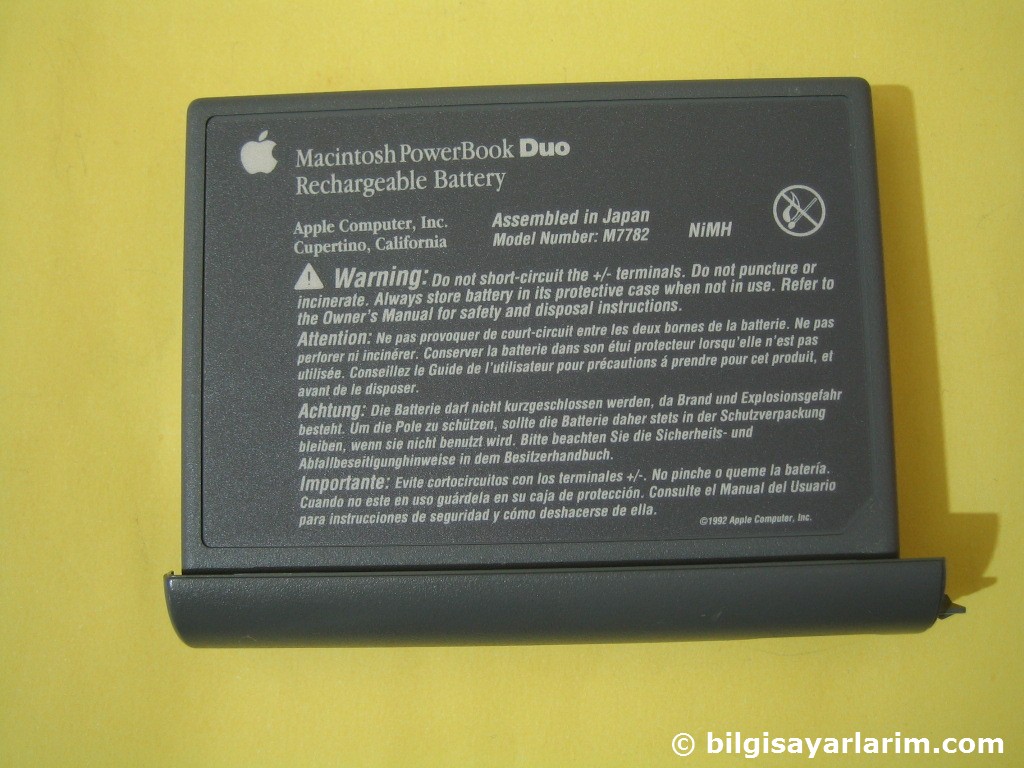 Macintosh PowerBook Duo
Rechargeable Battery
Apple Computer, Inc.
Cupertino, California
Assembled in Japan
Model Number: M7782
NiMH
Warning: Do not short-circuit the +/- terminals. Do not puncture or
incinerate. Always store battery in its protective case when not in use. Refer to
the Owner's Manual for safety and disposal instructions.
Attention: Ne pas provoquer de court-circuit entre les deux bornes de la batterie. Ne pas
perforer ni incinérer. Conserver la batterie dans son étui protecteur lorsqu'elle n'est pas
utilisée. Conseillez le Guide de l'utilisateur pour précautions á prendre pour cet produit, et
avant de le disposer.
Achtung: Die Batterie darf nicht kurzgeschlossen werden, da Brand und Explosionsgefahr
besteht. Um die Pole zu schützen, sollte die Batterie daher stets in der Schutzverpackung
bleiben, wenn sie nicht benutzt wird. Bitte beachten Sie die Sicherheits- und
Abfallbeseitigunghinweise in dem Besitzerhandbuch.
Importante: Evite cortocircuitos con los terminales +/-. No pinche o queme la batería.
Cuando no este en uso guárdela en su caja de protección. Consulte el Manual del Usuario
para instrucciones de seguridad y cómo deshacerse de ella.
©1992 Apple Computer, Inc.
© bilgisayarlarim.com